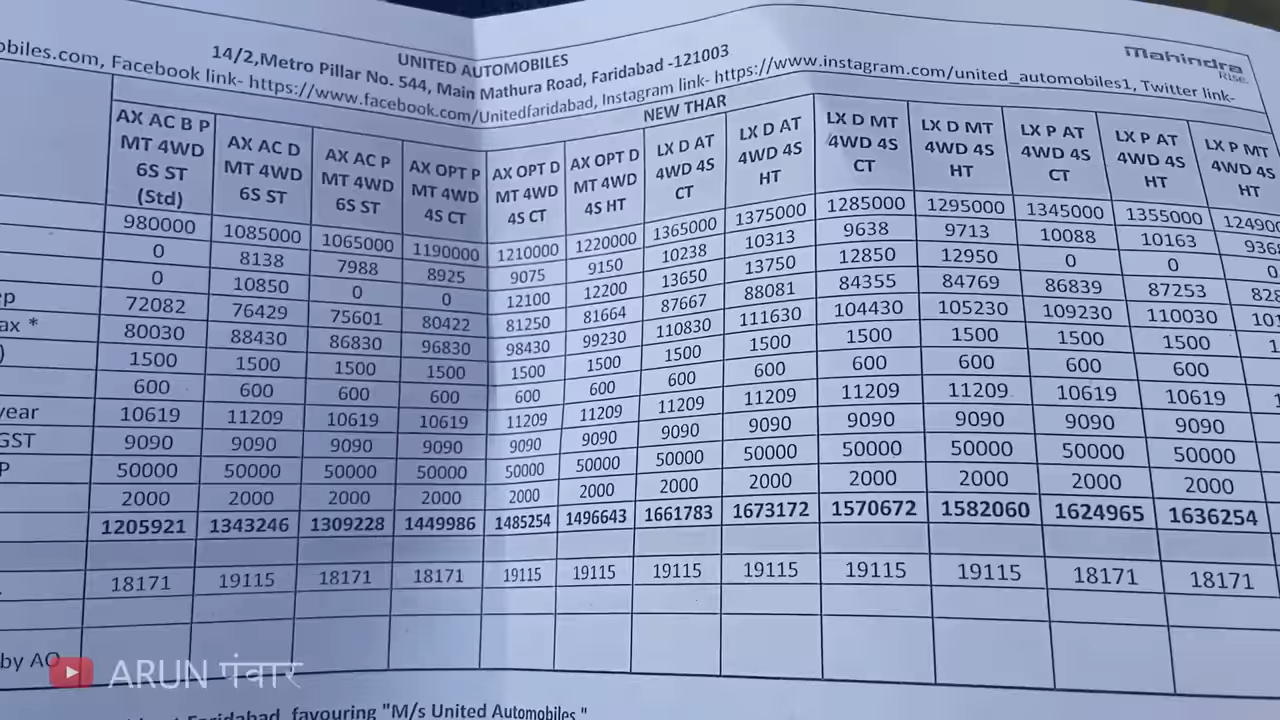 UNITED AUTOMOBILES
Mahindra
Rise.
14/2,Metro Pillar No. 544, Main Mathura Road, Faridabad -121003
obiles.com, Facebook link- https://www.facebook.com/Unitedfaridabad, Instagram link- https://www.instagram.com/united_automobiles1, Twitter link-
NEW THAR
AX AC B P MT 4WD 6S ST (Std) AX AC D MT 4WD 6S ST AX AC P MT 4WD 6S ST AX OPT P MT 4WD 4S CT AX OPT D MT 4WD 4S CT AX OPT D MT 4WD 4S HT LX D AT 4WD 4S CT LX D AT 4WD 4S HT LX D MT 4WD 4S CT LX D MT 4WD 4S HT LX P AT 4WD 4S CT LX P AT 4WD 4S HT LX P MT 4WD 4S HT
980000 1085000 1065000 1190000 1210000 1220000 1365000 1375000 1285000 1295000 1345000 1355000 124900
0 8138 7988 8925 9075 9150 10238 10313 9638 9713 10088 10163 936
0 10850 0 0 12100 12200 13650 13750 12850 12950 0 0 0
ep 72082 76429 75601 80422 81250 81664 87667 88081 84355 84769 86839 87253 828
ax * 80030 88430 86830 96830 98430 99230 110830 111630 104430 105230 109230 110030 101
) 1500 1500 1500 1500 1500 1500 1500 1500 1500 1500 1500 1500 1
600 600 600 600 600 600 600 600 600 600 600 600
year 10619 11209 10619 10619 11209 11209 11209 11209 11209 11209 10619 10619 1
GST 9090 9090 9090 9090 9090 9090 9090 9090 9090 9090 9090 9090
P 50000 50000 50000 50000 50000 50000 50000 50000 50000 50000 50000 50000
2000 2000 2000 2000 2000 2000 2000 2000 2000 2000 2000 2000
1205921 1343246 1309228 1449986 1485254 1496643 1661783 1673172 1570672 1582060 1624965 1636254
18171 19115 18171 18171 19115 19115 19115 19115 19115 19115 18171 18171
by AO
ARUN पंवार
Faridabad, favouring "M/s United Automobiles "